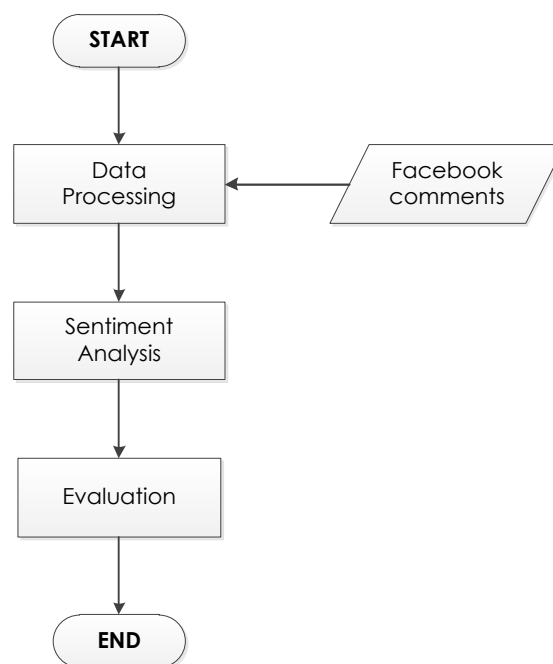 START
Data
Processing
Facebook
comments
Sentiment
Analysis
Evaluation
END